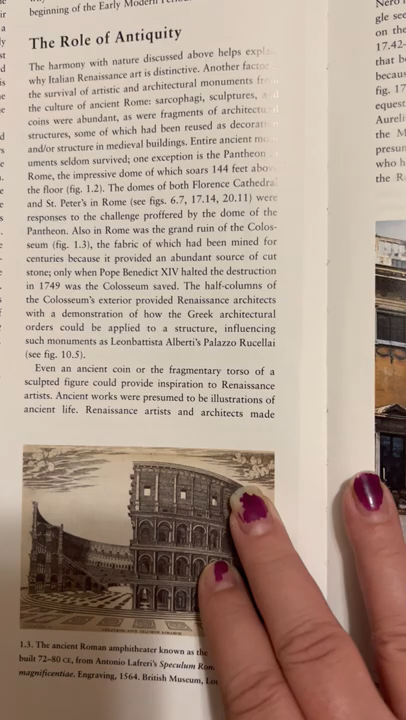 beginning of the Early Modern
The Role of Antiquity
The harmony with nature discussed above helps
why Italian Renaissance art is distinctive. Another
the survival of artistic and architectural monuments
the culture of ancient Rome: sarcophagi, sculptures,
coins were abundant, as were fragments of
structures, some of which had been reused as
and/or structure in medieval buildings. Entire ancient
uments seldom survived; one exception is the Pantheon
Rome, the impressive dome of which soars 144 feet
the floor (fig. 1.2). The domes of both Florence Cathedral
and St. Peter's in Rome (see figs. 6.7, 17.14, 20.11) were
responses to the challenge proffered by the dome of the
Pantheon. Also in Rome was the grand ruin of the Colos-
seum (fig. 1.3), the fabric of which had been mined for
centuries because it provided an abundant source of cut
stone; only when Pope Benedict XIV halted the destruction
in 1749 was the Colosseum saved. The half-columns of
the Colosseum's exterior provided Renaissance architects
with a demonstration of how the Greek architectural
orders could be applied to a structure, influencing
such monuments as Leonbattista Alberti's Palazzo Rucellai
(see fig. 10.5).
Even an ancient coin or the fragmentary torso of a
sculpted figure could provide inspiration to Renaissance
artists. Ancient works were presumed to be illustrations of
ancient life. Renaissance artists and architects made
1.3. The ancient Roman amphitheater known as the
built 72–80 CE, from Antonio Lafreri's Speculum
magnificentiae. Engraving, 1564. British Museum,
gle see
on the
17.42-
that b
becaus
fig. 17
equest
Aureli
the M
presum
who h
the R